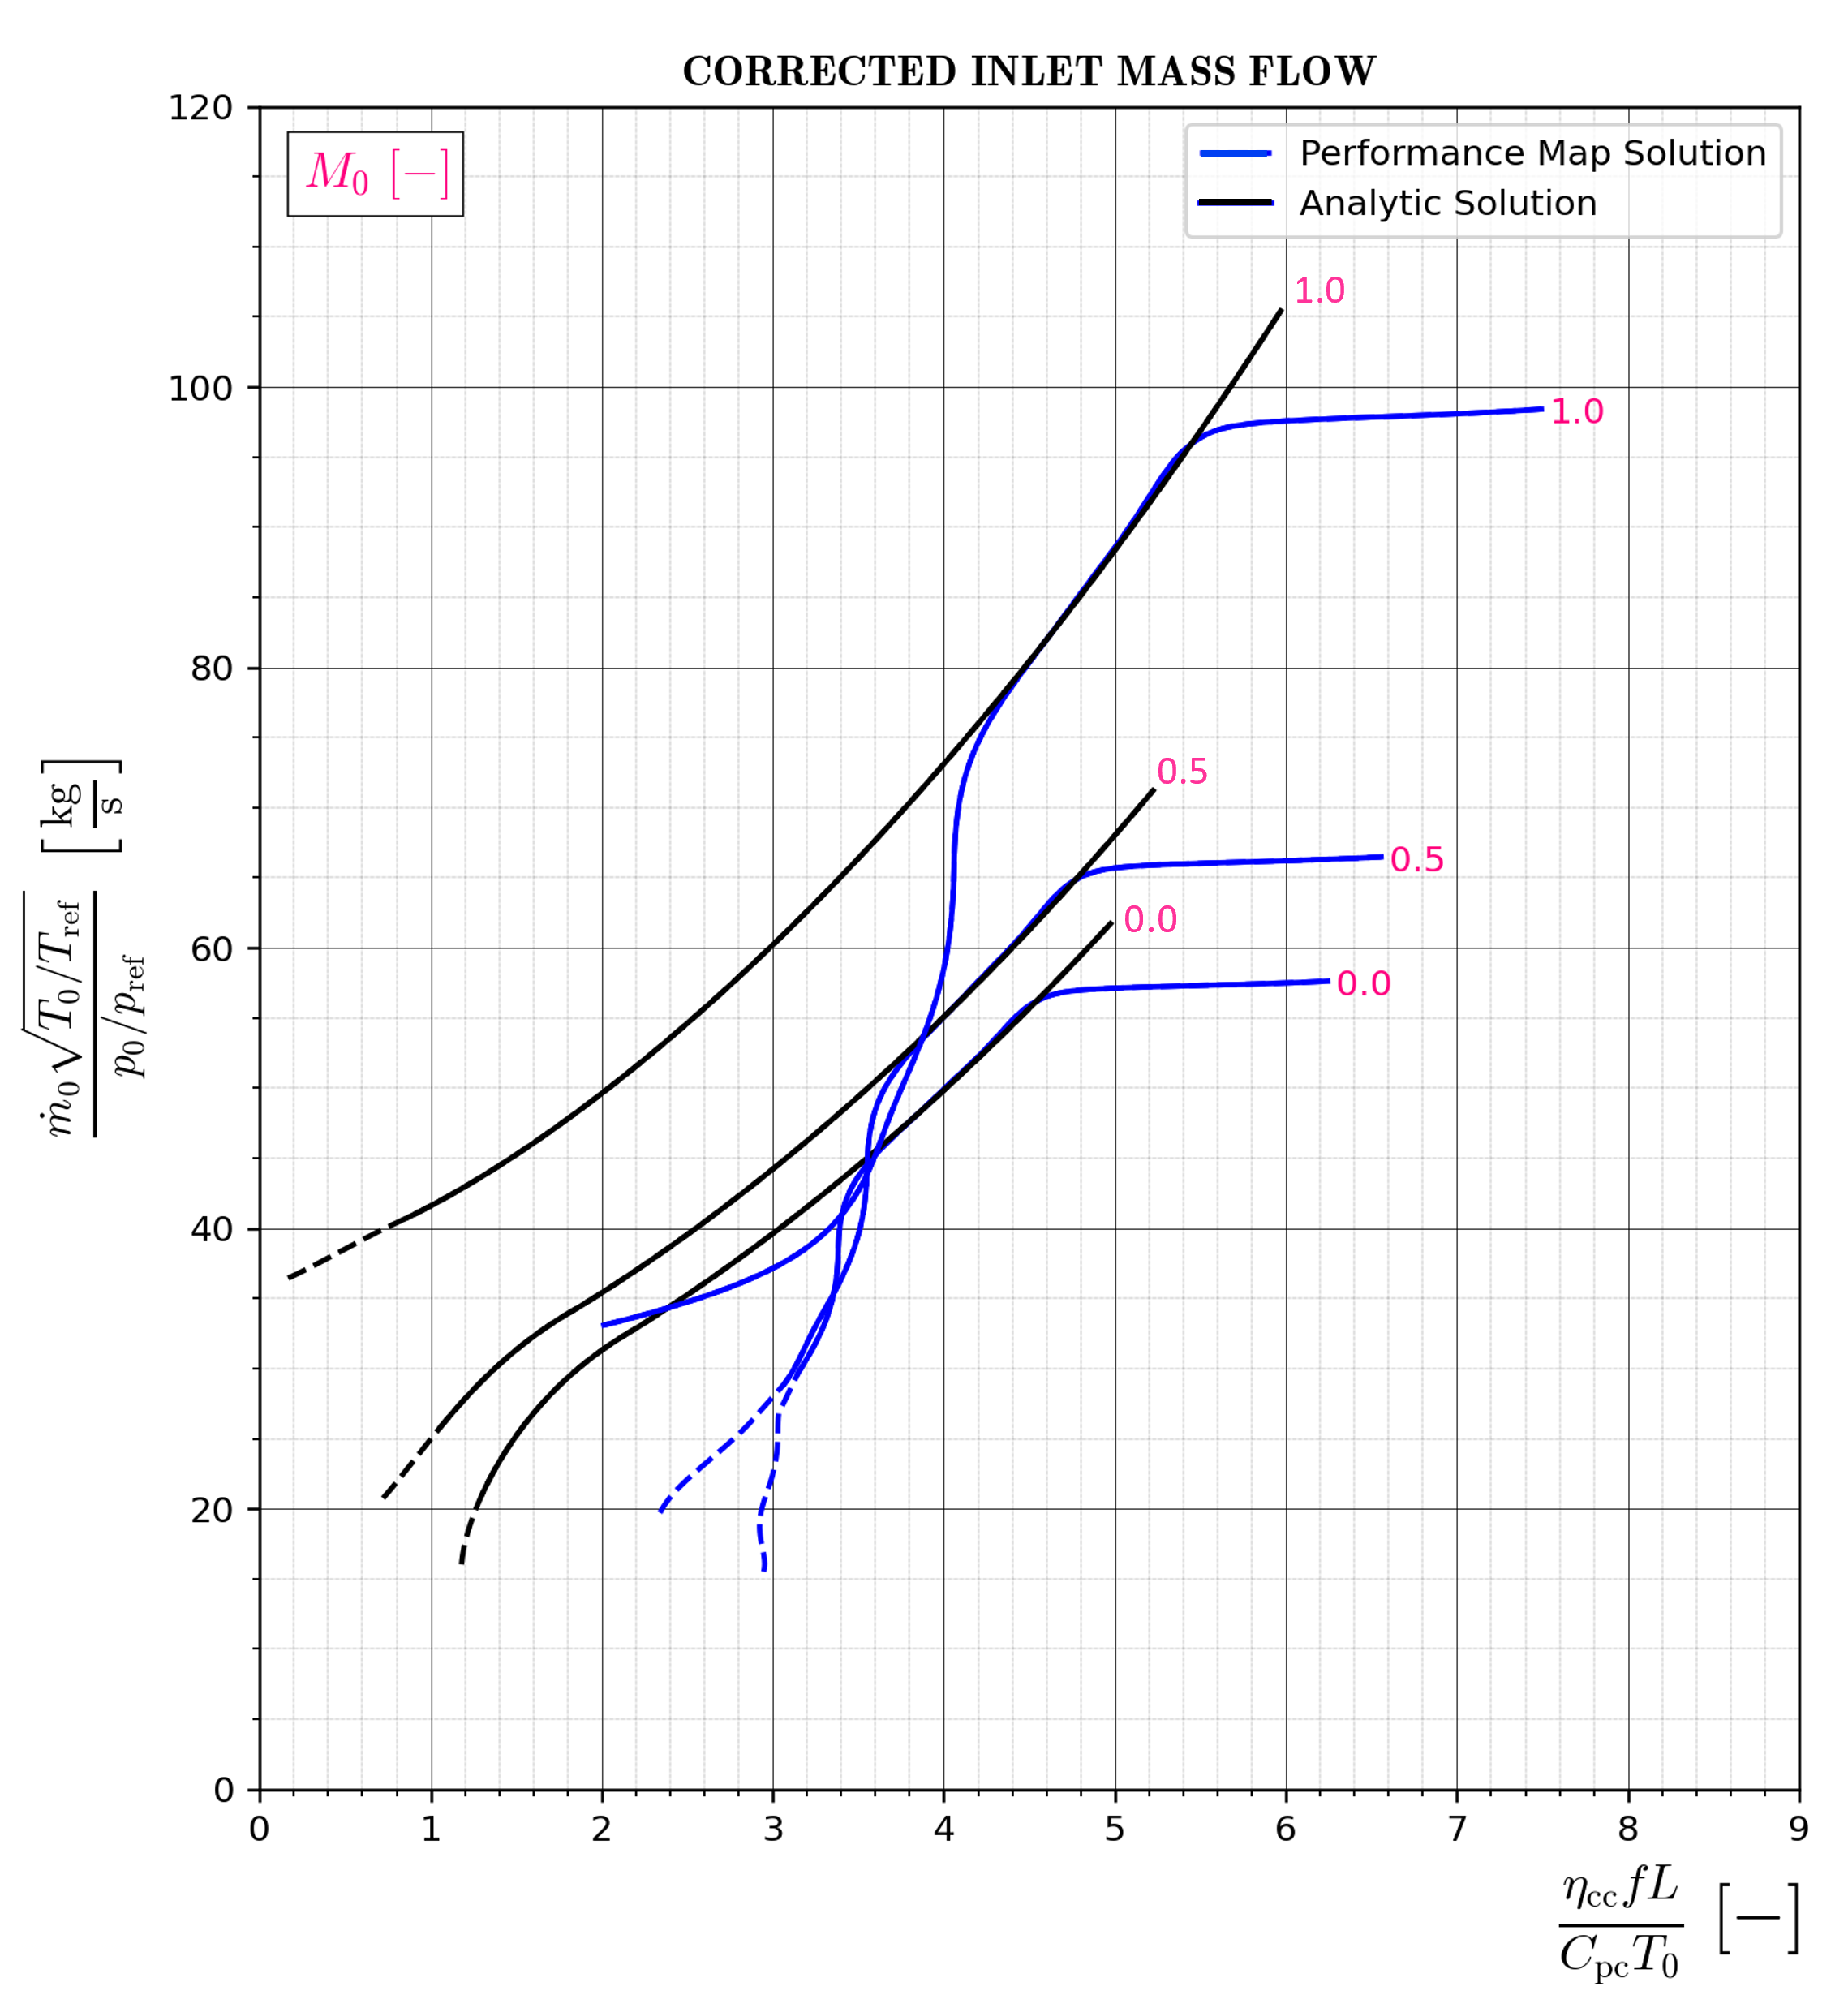 CORRECTED INLET MASS FLOW
M₀ [−]
Performance Map Solution
Analytic Solution
120
100
80
60
40
20
0
1.0
1.0
0.5
0.5
0.0
0.0
ṁ₀√(T₀/T_ref) / (p₀/p_ref) [kg/s]
0 1 2 3 4 5 6 7 8 9
η_cc f L / (C_pc T₀) [−]